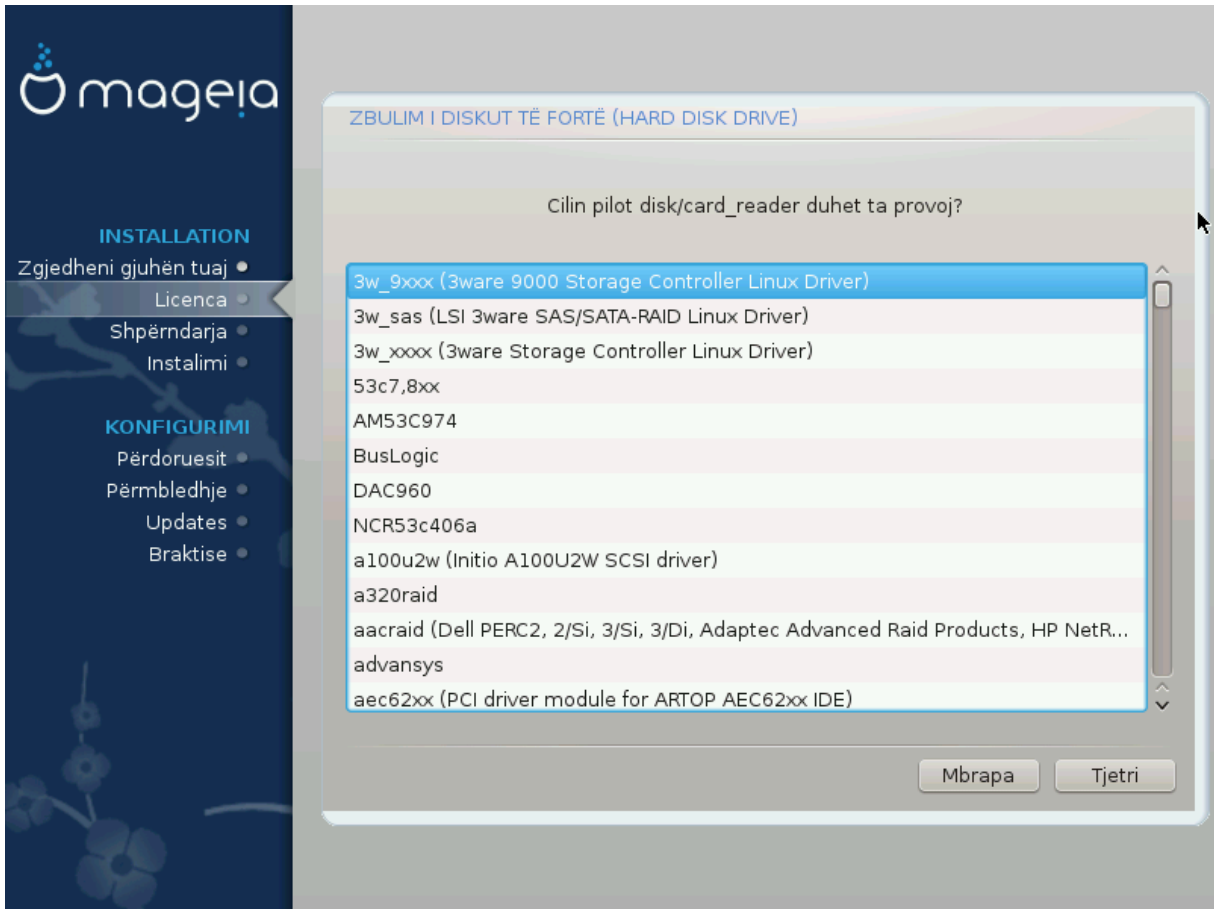 mageia
INSTALLATION
Zgjedheni gjuhën tuaj
Licenca
Shpërndarja
Instalimi
KONFIGURIMI
Përdoruesit
Përmbledhje
Updates
Braktise
ZBULIM I DISKUT TË FORTË (HARD DISK DRIVE)
Cilin pilot disk/card_reader duhet ta provoj?
3w_9xxx (3ware 9000 Storage Controller Linux Driver)
3w_sas (LSI 3ware SAS/SATA-RAID Linux Driver)
3w_xxxx (3ware Storage Controller Linux Driver)
53c7,8xx
AM53C974
BusLogic
DAC960
NCR53c406a
a100u2w (Initio A100U2W SCSI driver)
a320raid
aacraid (Dell PERC2, 2/Si, 3/Si, 3/Di, Adaptec Advanced Raid Products, HP NetR...
advansys
aec62xx (PCI driver module for ARTOP AEC62xx IDE)
Mbrapa
Tjetri